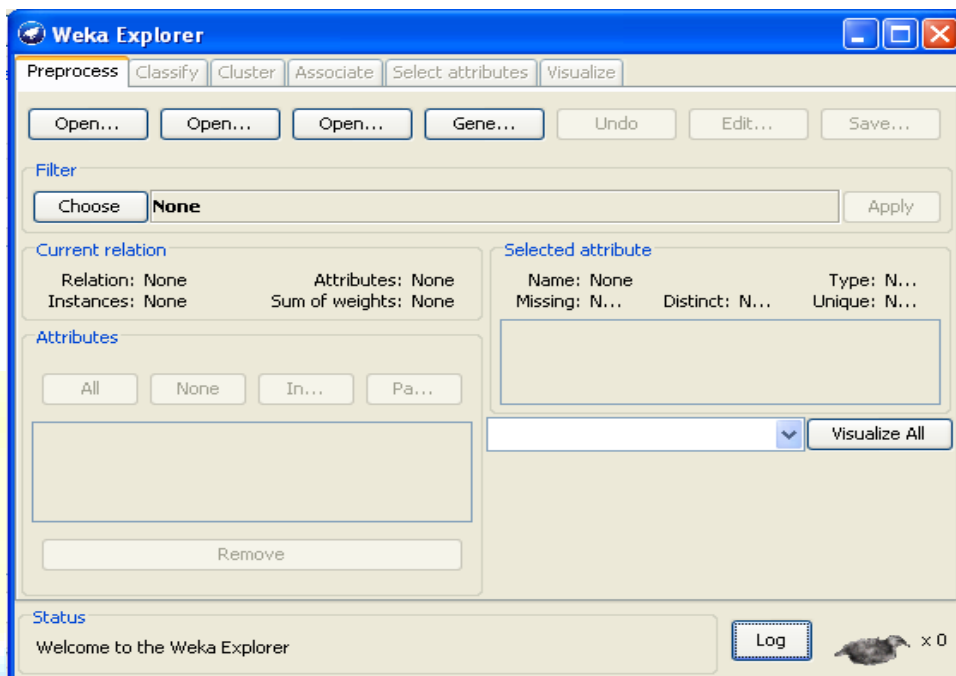 Weka Explorer
Preprocess Classify Cluster Associate Select attributes Visualize
Open... Open... Open... Gene... Undo Edit... Save...
Filter
Choose None Apply
Current relation
Relation: None Attributes: None
Instances: None Sum of weights: None
Selected attribute
Name: None Type: N...
Missing: N... Distinct: N... Unique: N...
Attributes
All None In... Pa...
Visualize All
Remove
Status
Welcome to the Weka Explorer
Log x 0